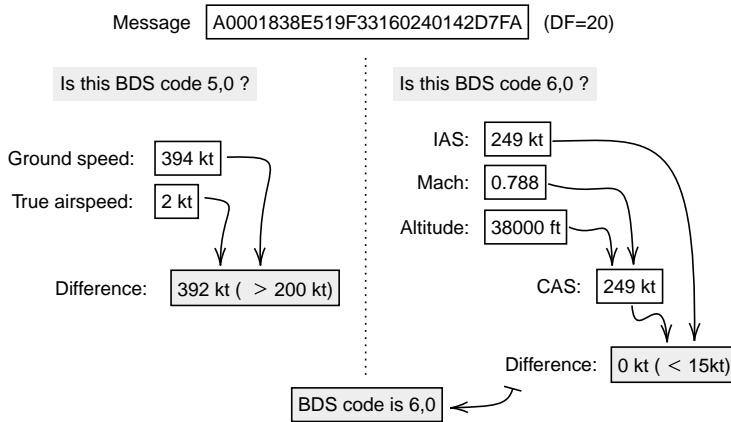 Message A0001838E519F33160240142D7FA (DF=20)
Is this BDS code 5,0 ?
Ground speed: 394 kt
True airspeed: 2 kt
Difference: 392 kt ( > 200 kt)
Is this BDS code 6,0 ?
IAS: 249 kt
Mach: 0.788
Altitude: 38000 ft
CAS: 249 kt
Difference: 0 kt ( < 15kt)
BDS code is 6,0